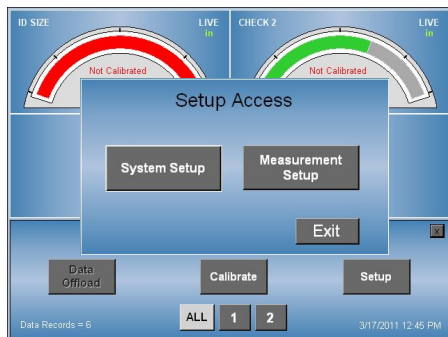 ID SIZE
LIVE
in
CHECK 2
LIVE
in
Not Calibrated
Not Calibrated
Setup Access
System Setup
Measurement
Setup
Exit
x
Data
Offload
Calibrate
Setup
ALL
1
2
Data Records = 6
3/17/2011 12:45 PM